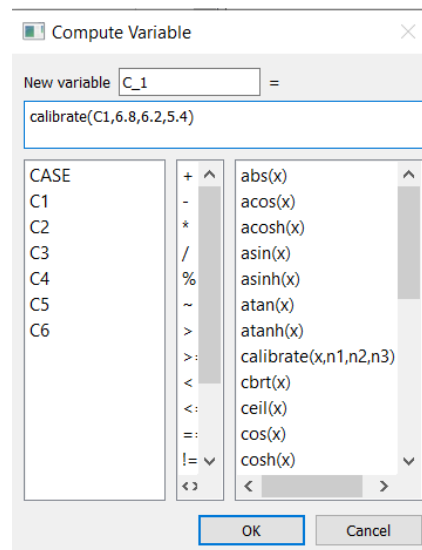 Compute Variable
New variable C_1 =
calibrate(C1,6.8,6.2,5.4)
CASE
C1
C2
C3
C4
C5
C6
+
-
*
/
%
~
>
>=
<
<=
==
!=
abs(x)
acos(x)
acosh(x)
asin(x)
asinh(x)
atan(x)
atanh(x)
calibrate(x,n1,n2,n3)
cbrt(x)
ceil(x)
cos(x)
cosh(x)
OK Cancel